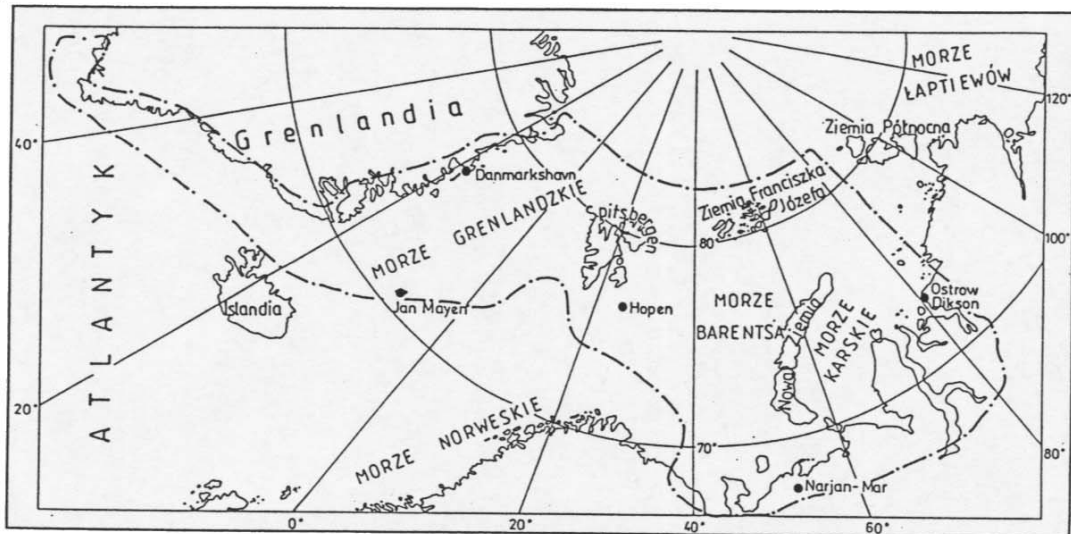 MORZE
ŁAPTIEWÓW
120°
Ziemia Północna
Grenlandia
40°
Danmarkshavn
MORZE GRENLANDZKIE
Spitsbergen
Ziemia Franciszka
Józefa
80
100°
ATLANTYK
Islandia
Jan Mayen
Hopen
MORZE
BARENTSA
Nowa Ziemia
MORZE
KARSKIE
Ostrow
Dikson
20°
MORZE NORWESKIE
70°
80°
Narjan-Mar
0°
20°
40°
60°